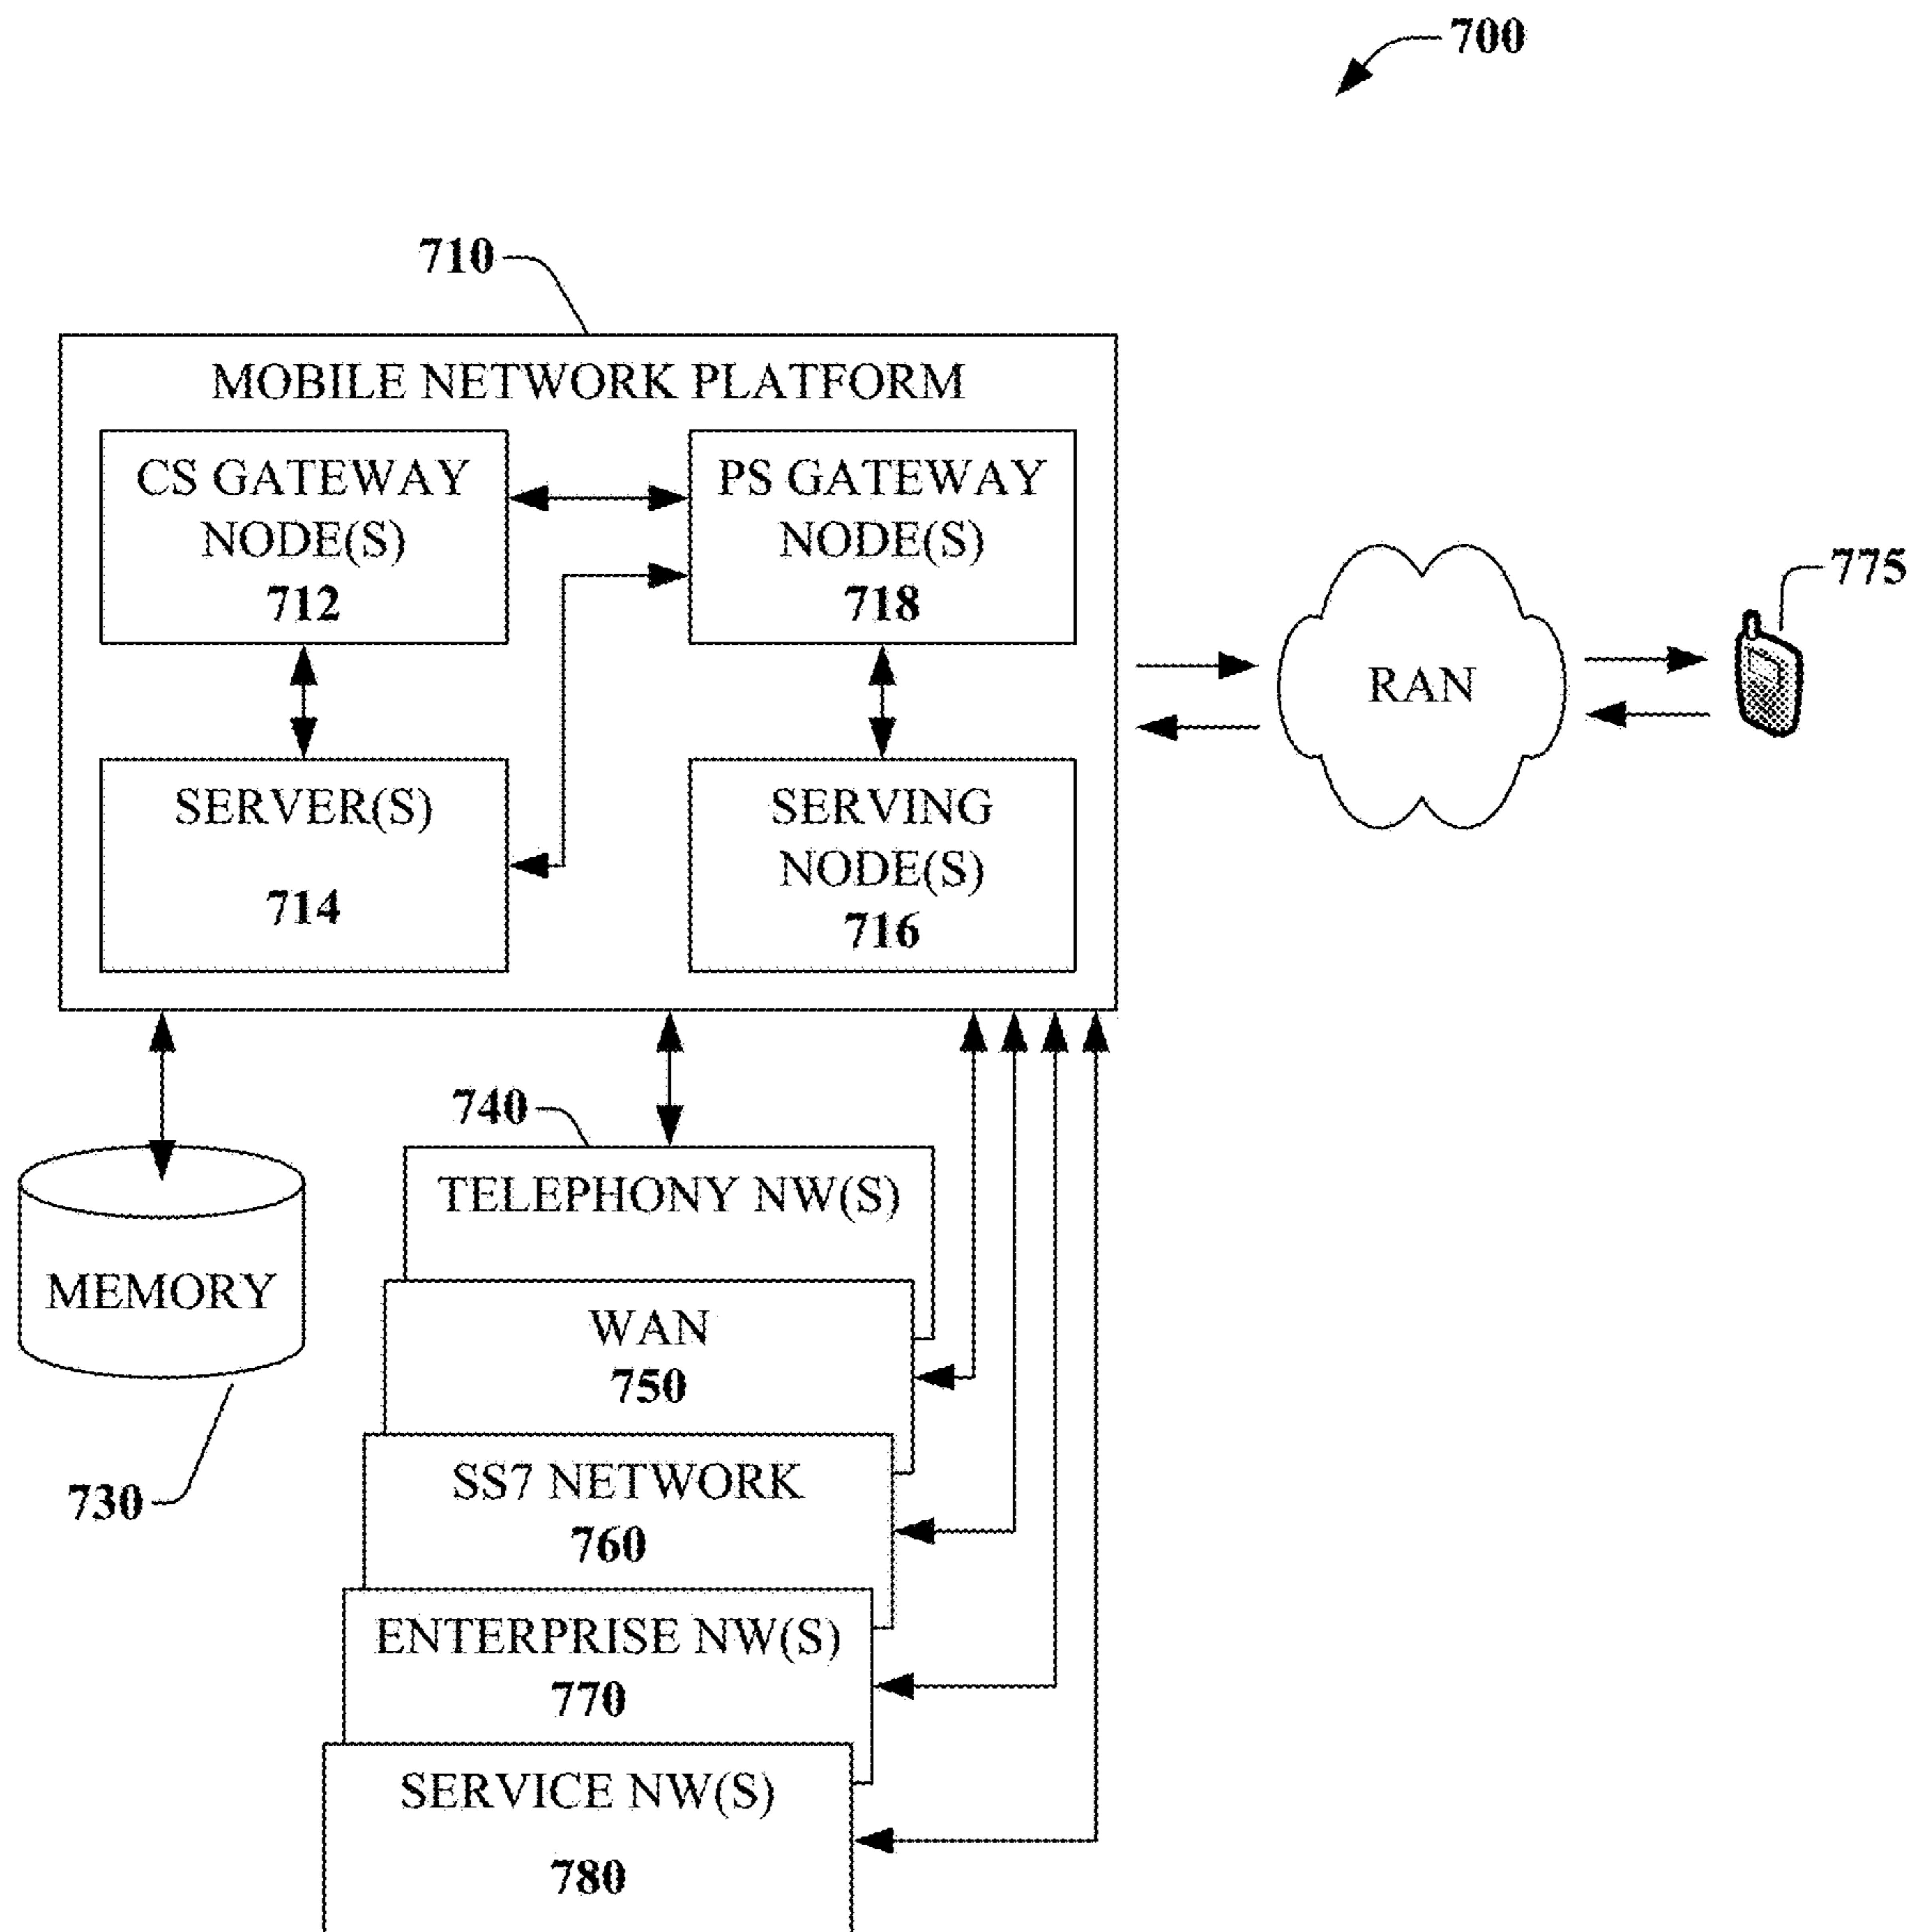 700
710
MOBILE NETWORK PLATFORM
CS GATEWAY
NODE(S)
712
PS GATEWAY
NODE(S)
718
SERVER(S)
714
SERVING
NODE(S)
716
RAN
775
740
TELEPHONY NW(S)
MEMORY
730
WAN
750
SS7 NETWORK
760
ENTERPRISE NW(S)
770
SERVICE NW(S)
780